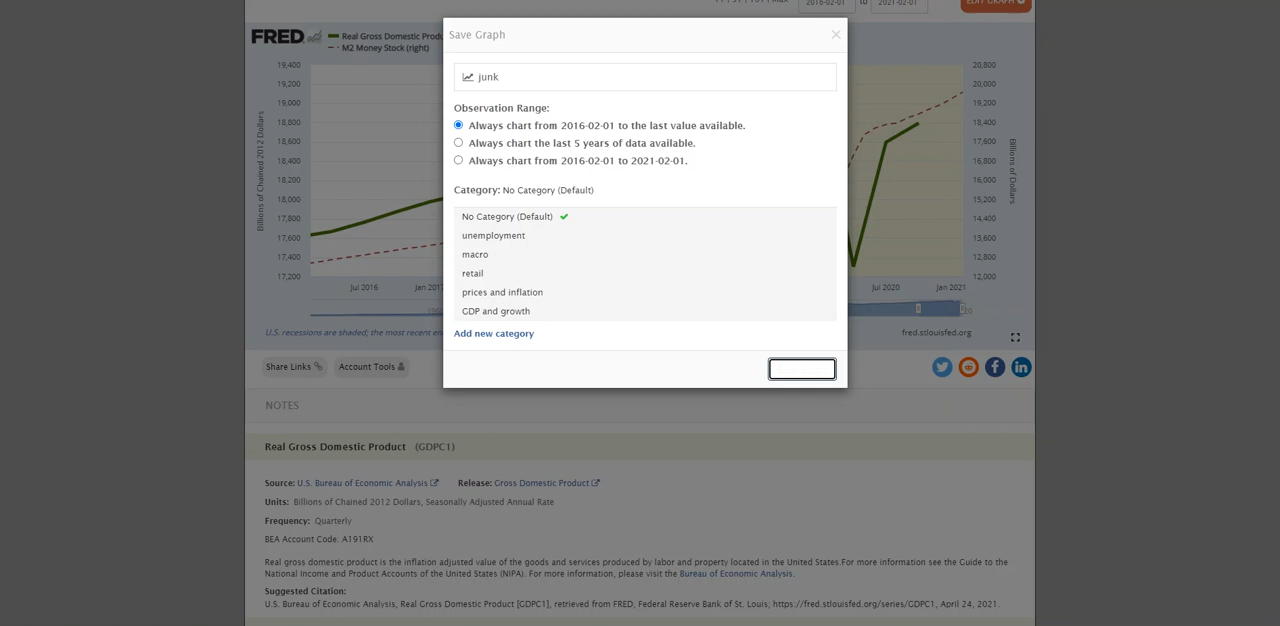 2016-02-01 to 2021-02-01 EDIT GRAPH
Save Graph
FRED
Real Gross Domestic Produ
M2 Money Stock (right)
junk
Observation Range:
Always chart from 2016-02-01 to the last value available.
Always chart the last 5 years of data available.
Always chart from 2016-02-01 to 2021-02-01.
Category: No Category (Default)
No Category (Default)
unemployment
macro
retail
prices and inflation
GDP and growth
Add new category
Billions of Chained 2012 Dollars
19,400
19,200
19,000
18,800
18,600
18,400
18,200
18,000
17,800
17,600
17,400
17,200
20,800
20,000
19,200
18,400
17,600
16,800
16,000
15,200
14,400
13,600
12,800
12,000
Billions of Dollars
Jul 2016 Jan 2017 Jul 2020 Jan 2021
U.S. recessions are shaded; the most recent en
fred.stlouisfed.org
Share Links Account Tools
NOTES
Real Gross Domestic Product (GDPC1)
Source: U.S. Bureau of Economic Analysis Release: Gross Domestic Product
Units: Billions of Chained 2012 Dollars, Seasonally Adjusted Annual Rate
Frequency: Quarterly
BEA Account Code: A191RX
Real gross domestic product is the inflation adjusted value of the goods and services produced by labor and property located in the United States.For more information see the Guide to the
National Income and Product Accounts of the United States (NIPA). For more information, please visit the Bureau of Economic Analysis.
Suggested Citation:
U.S. Bureau of Economic Analysis, Real Gross Domestic Product [GDPC1], retrieved from FRED, Federal Reserve Bank of St. Louis; https://fred.stlouisfed.org/series/GDPC1, April 24, 2021.